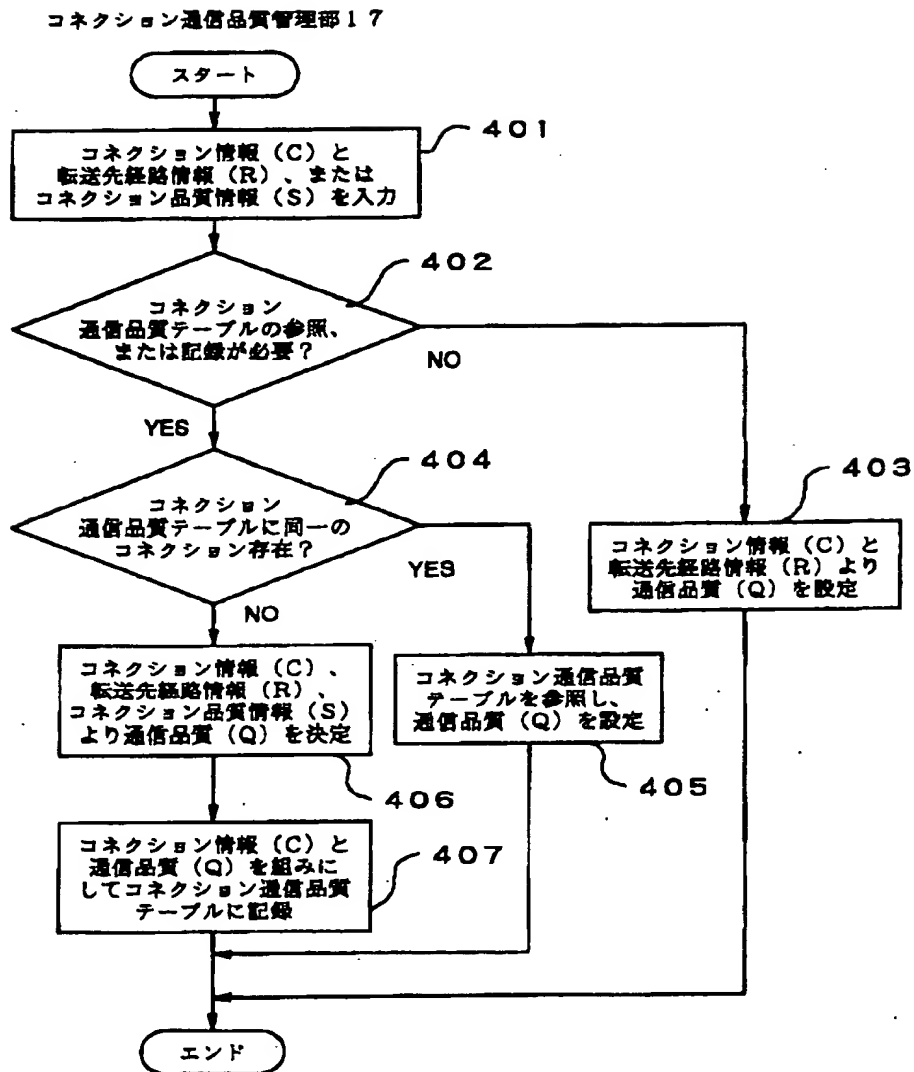 コネクション通信品質管理部17
スタート
401
コネクション情報（C）と
転送先経路情報（R）、または
コネクション品質情報（S）を入力
402
コネクション
通信品質テーブルの参照、
または記録が必要？
NO
YES
404
コネクション
通信品質テーブルに同一の
コネクション存在？
YES
NO
403
コネクション情報（C）と
転送先経路情報（R）より
通信品質（Q）を設定
コネクション情報（C）、
転送先経路情報（R）、
コネクション品質情報（S）
より通信品質（Q）を決定
406
コネクション通信品質
テーブルを参照し、
通信品質（Q）を設定
405
コネクション情報（C）と
通信品質（Q）を組みに
してコネクション通信品質
テーブルに記録
407
エンド